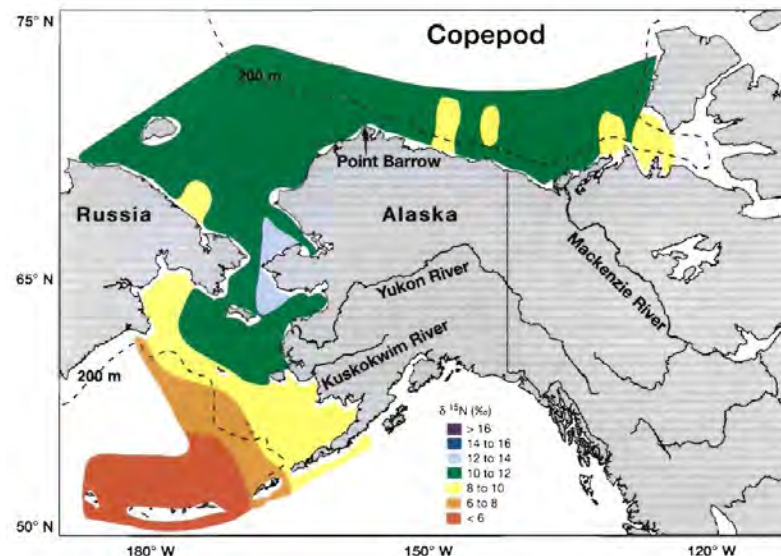 75° N
Copepod
200 m
Point Barrow
Russia
Alaska
65° N
Yukon River
Mackenzie River
Kuskokwim River
200 m
δ ¹⁵N (‰)
> 16
14 to 16
12 to 14
10 to 12
8 to 10
6 to 8
< 6
50° N
180° W
150° W
120° W